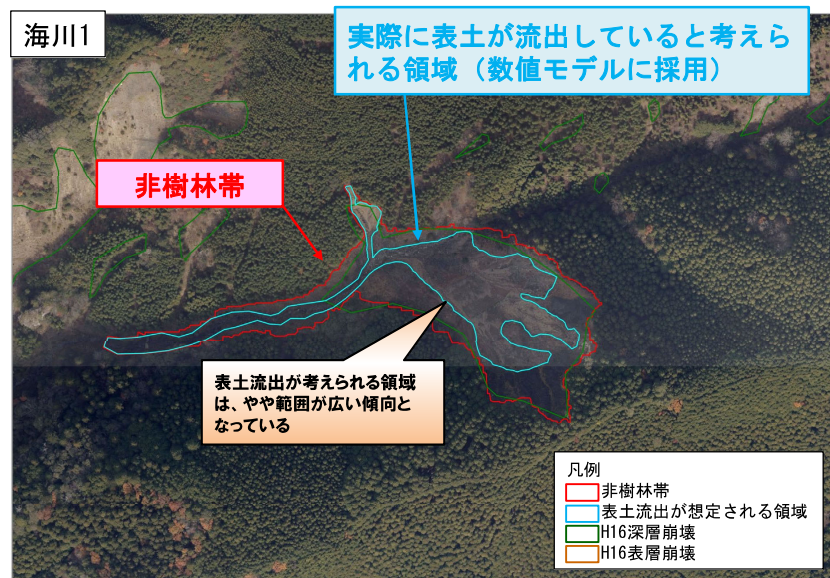 海川1
実際に表土が流出していると考えら
れる領域（数値モデルに採用）
非樹林帯
表土流出が考えられる領域
は、やや範囲が広い傾向と
なっている
凡例
非樹林帯
表土流出が想定される領域
H16深層崩壊
H16表層崩壊